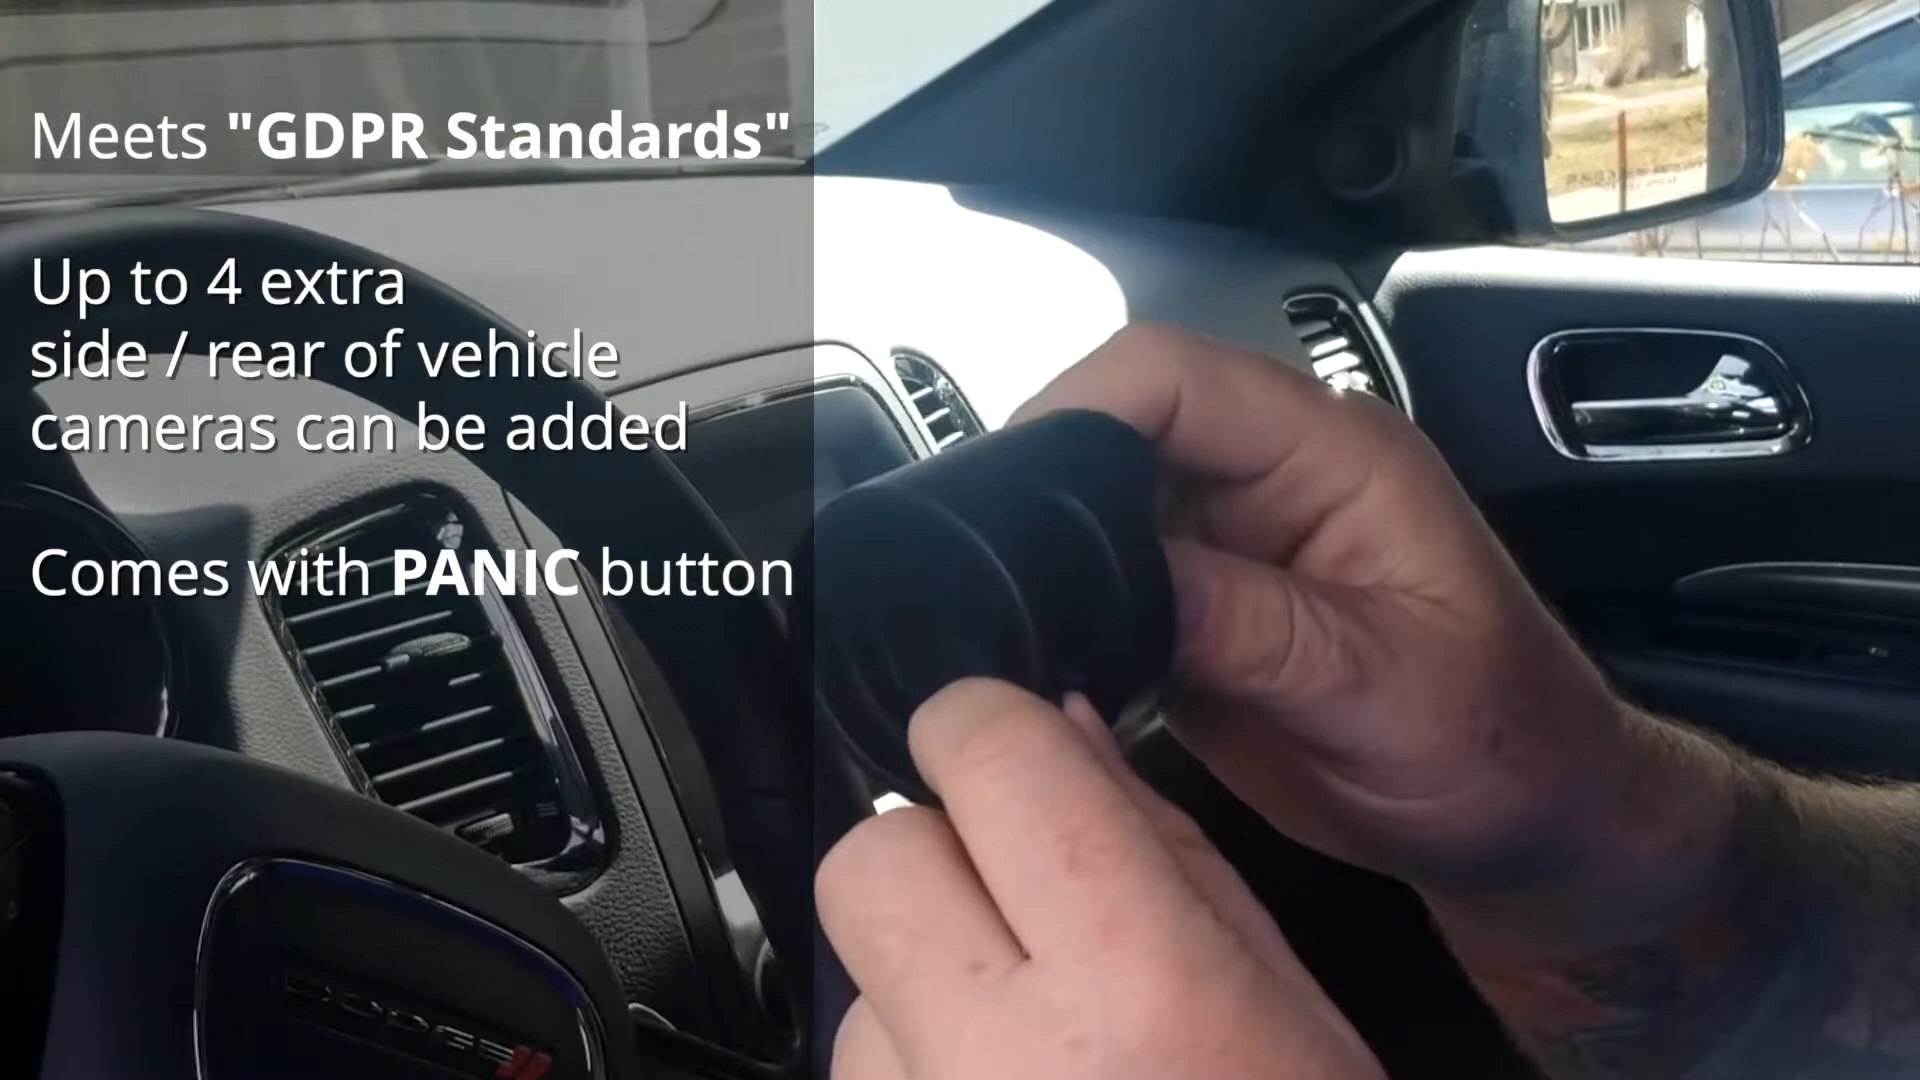 Meets "GDPR Standards"
Up to 4 extra
side / rear of vehicle
cameras can be added
Comes with PANIC button
DODGE